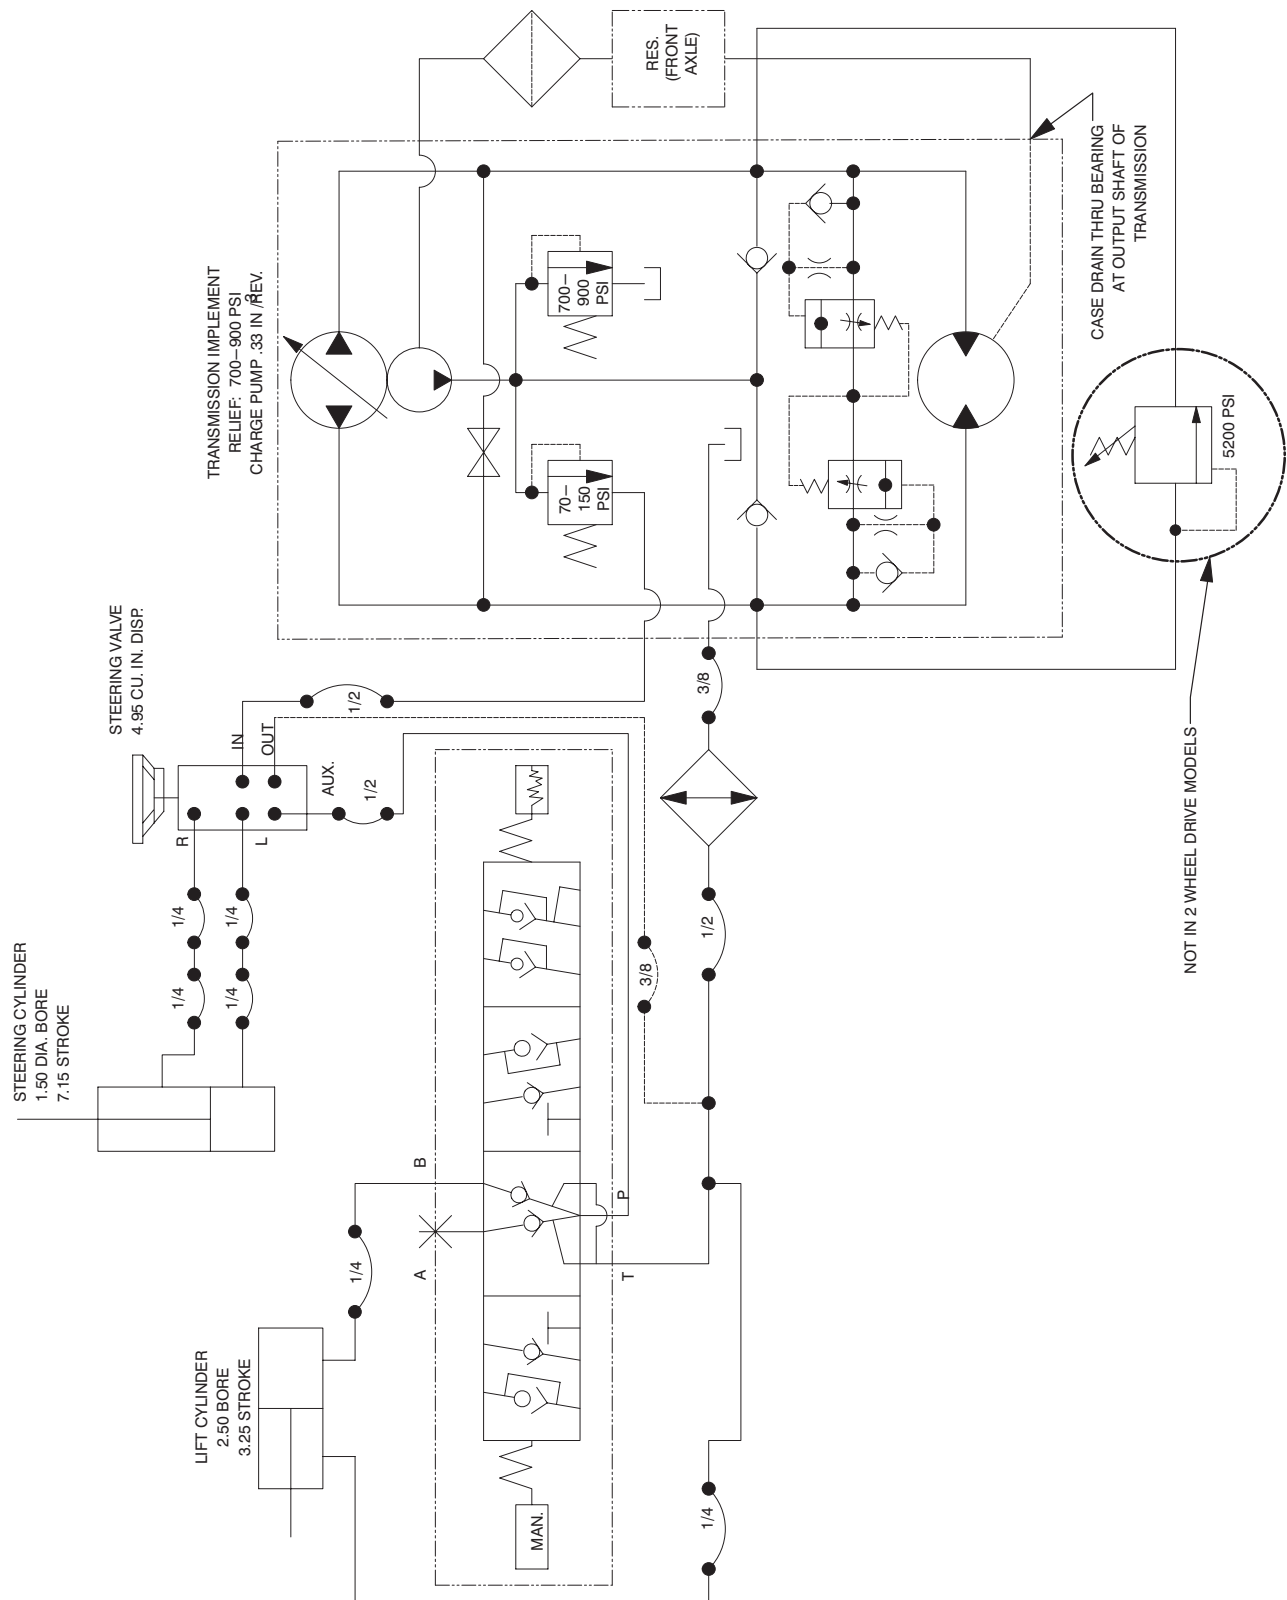 STEERING CYLINDER
1.50 DIA. BORE
7.15 STROKE
STEERING VALVE
4.95 CU. IN. DISP.
TRANSMISSION IMPLEMENT
RELIEF: 700–900 PSI
CHARGE PUMP .33 IN 3/REV.
RES.
(FRONT
AXLE)
700–
900
PSI
70–
150
PSI
CASE DRAIN THRU BEARING
AT OUTPUT SHAFT OF
TRANSMISSION
5200 PSI
NOT IN 2 WHEEL DRIVE MODELS
R
L
IN
OUT
AUX.
1/2
1/2
1/4
1/4
1/4
1/4
3/8
3/8
1/2
LIFT CYLINDER
2.50 BORE
3.25 STROKE
1/4
A
B
P
T
MAN.
1/4